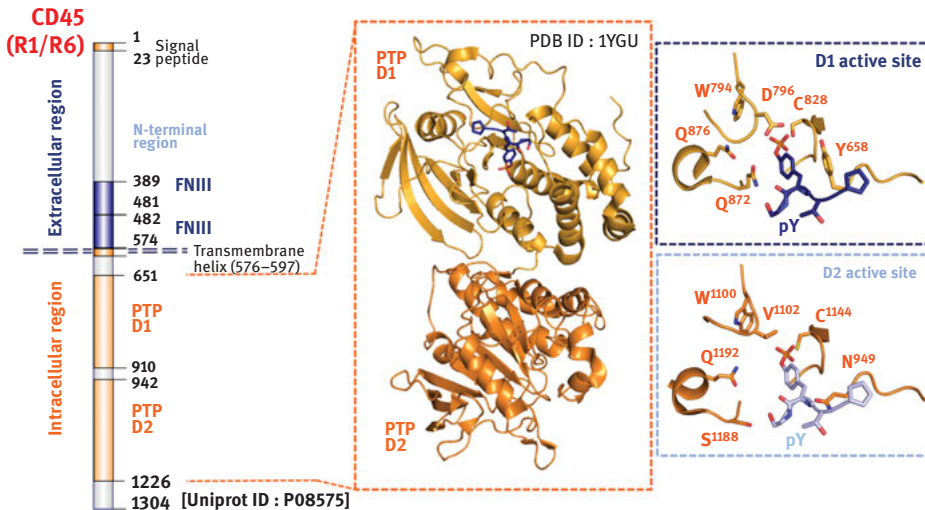 CD45
(R1/R6)
1
Signal
23 peptide
N-terminal
region
389 FNIII
481
482 FNIII
574
Transmembrane
helix (576–597)
651
PTP
D1
910
942
PTP
D2
1226
1304 [Uniprot ID : P08575]
Extracellular region
Intracellular region
PDB ID : 1YGU
PTP
D1
PTP
D2
D1 active site
W794
D796
C828
Q876
Y658
Q872
pY
D2 active site
W1100
V1102
C1144
Q1192
N949
S1188
pY